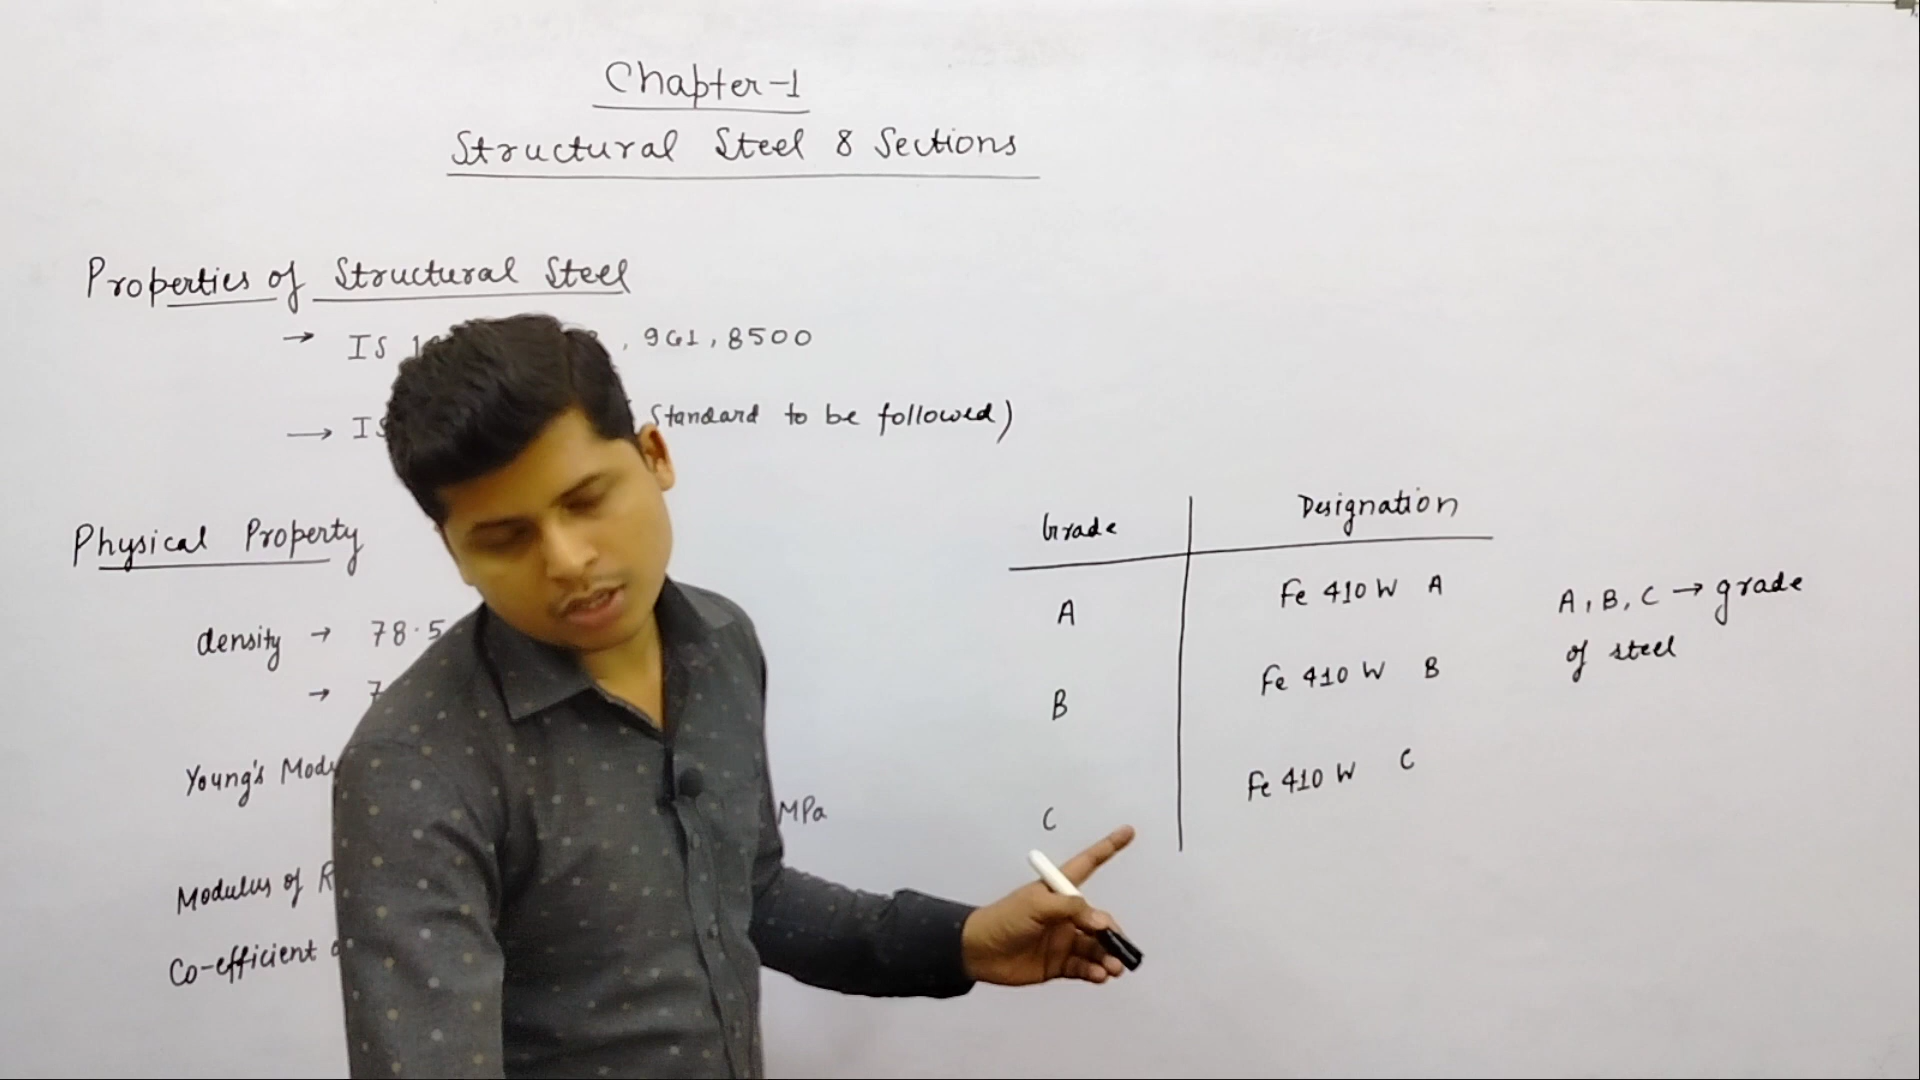 Chapter-1
Structural Steel & Sections
Properties of Structural Steel
→ IS , 961, 8500
→ IS Standard to be followed)
Physical Property
density → 78.5
→ 7
Young's
MPa
Modulus of
Co-efficient
Grade Designation
A Fe 410 W A
B Fe 410 W B
C Fe 410 W C
A, B, C → grade
of steel